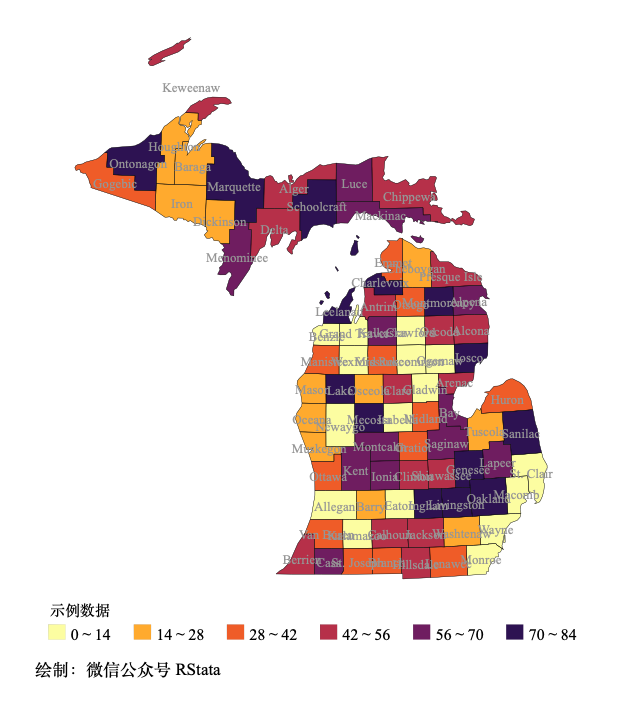 Keweenaw
Houghton
Ontonagon
Baraga
Gogebic
Marquette
Luce
Alger
Chippewa
Iron
Schoolcraft
Mackinac
Dickinson
Delta
Menominee
Emmet
Cheboygan
Presque Isle
Charlevoix
Leelanau
Antrim
Otsego
Montmorency
Alpena
Benzie
Grand Traverse
Kalkaska
Crawford
Oscoda
Alcona
Manistee
Wexford
Missaukee
Roscommon
Ogemaw
Iosco
Mason
Lake
Osceola
Clare
Gladwin
Arenac
Huron
Oceana
Newaygo
Mecosta
Isabella
Midland
Bay
Tuscola
Sanilac
Muskegon
Montcalm
Gratiot
Saginaw
Ottawa
Kent
Ionia
Clinton
Shiawassee
Genesee
Lapeer
St. Clair
Allegan
Barry
Eaton
Ingham
Livingston
Oakland
Macomb
Van Buren
Kalamazoo
Calhoun
Jackson
Washtenaw
Wayne
Berrien
Cass
St. Joseph
Branch
Hillsdale
Lenawee
Monroe
示例数据
0 ~ 14 14 ~ 28 28 ~ 42 42 ~ 56 56 ~ 70 70 ~ 84
绘制：微信公众号 RStata